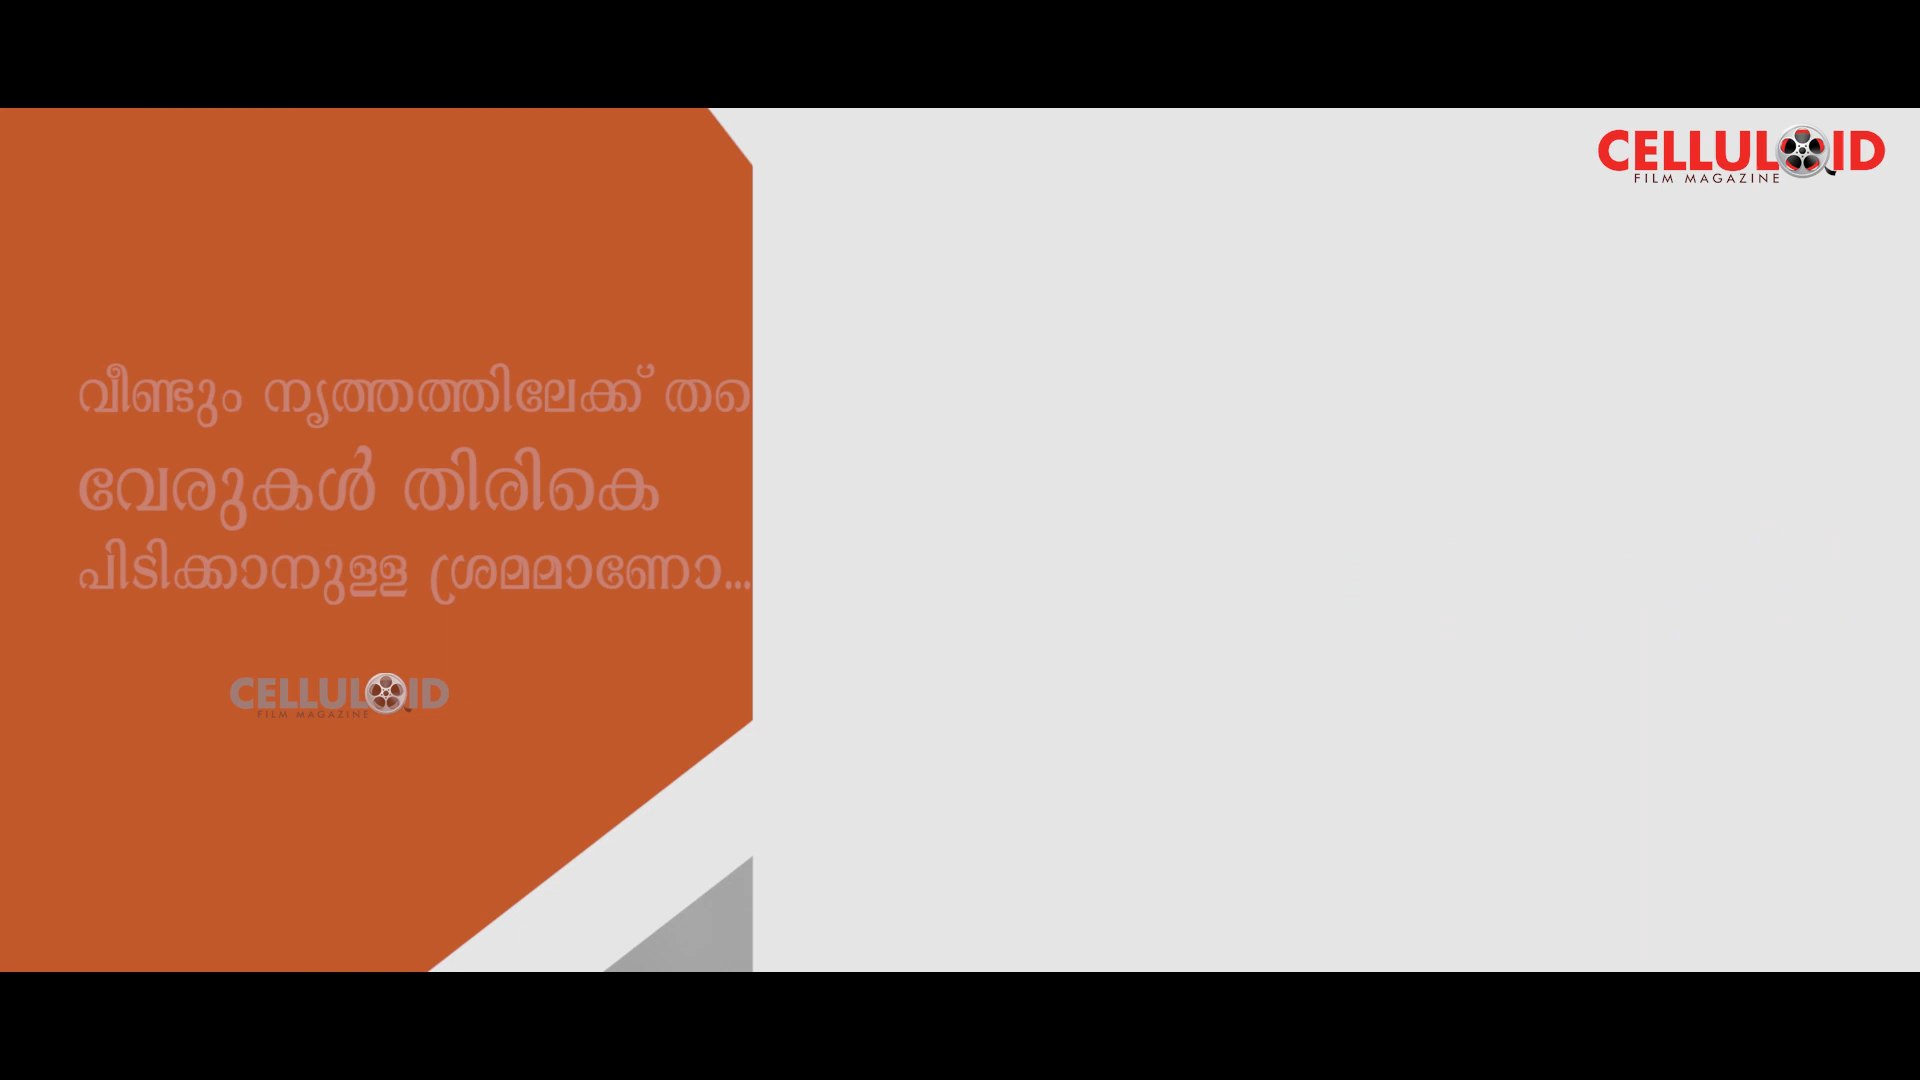 CELLULOID
FILM MAGAZINE
വീണ്ടും നൃത്തത്തിലേക്ക്
വേരുകൾ തിരികെ
പിടിക്കാനുള്ള ശ്രമമാണോ...
CELLULOID
FILM MAGAZINE